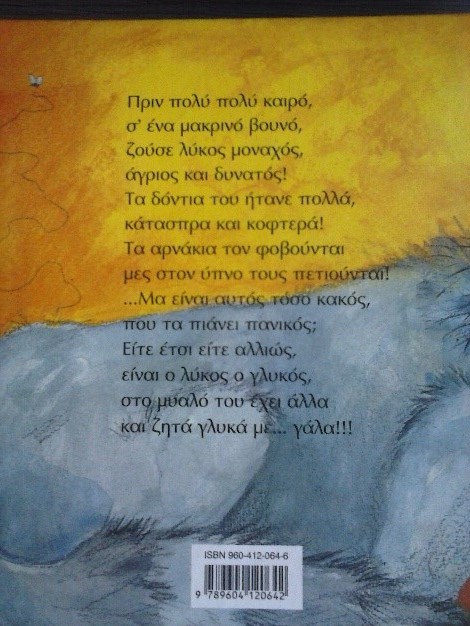 Πριν πολύ πολύ καιρό,
σ' ένα μακρινό βουνό,
ζούσε λύκος μοναχός,
άγριος και δυνατός!
Τα δόντια του ήτανε πολλά,
κάτασπρα και κοφτερά!
Τα αρνάκια τον φοβούνται
μες στον ύπνο τους πετιούνται!
...Μα είναι αυτός τόσο κακός,
που τα πιάνει πανικός;
Είτε έτσι είτε αλλιώς,
είναι ο λύκος ο γλυκός,
στο μυαλό του έχει άλλα
και ζητά γλυκά με... γάλα!!!
ISBN 960-412-064-6
9 789604 120642